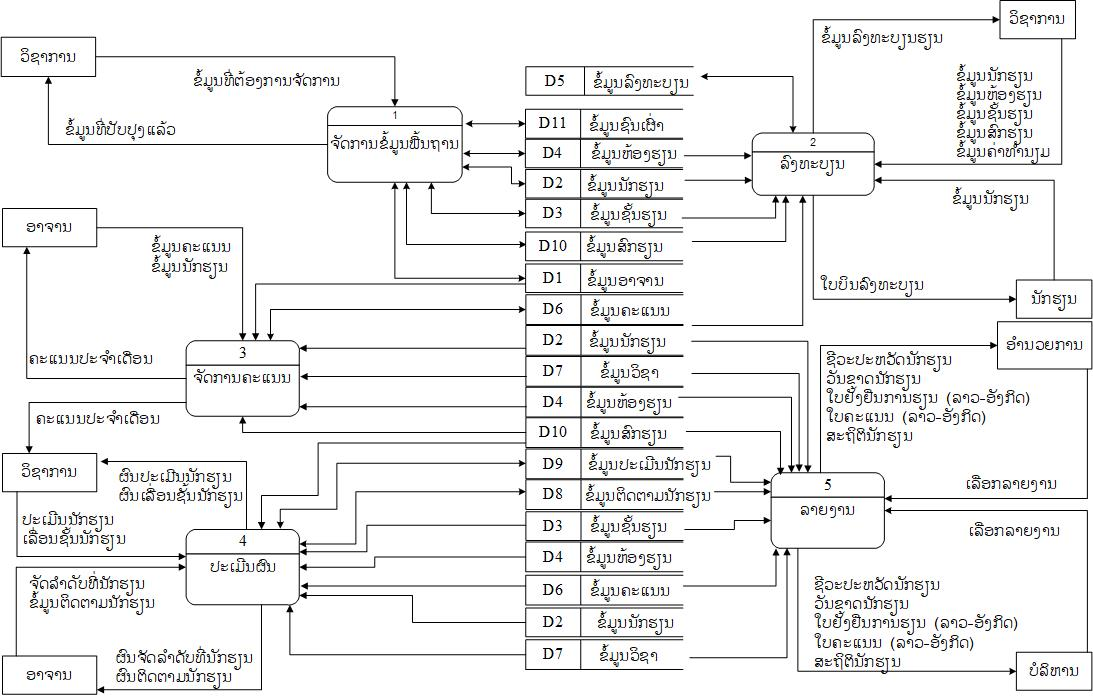 ວິຊາການ
ຂໍ້ມູນທີ່ຕ້ອງການຈັດການ
ຂໍ້ມູນທີ່ປັບປຸງແລ້ວ
1
ຈັດການຂໍ້ມູນພື້ນຖານ
D5 ຂໍ້ມູນລົງທະບຽນ
D11 ຂໍ້ມູນຊົນເຜົ່າ
D4 ຂໍ້ມູນຫ້ອງຮຽນ
D2 ຂໍ້ມູນນັກຮຽນ
D3 ຂໍ້ມູນຊັ້ນຮຽນ
D10 ຂໍ້ມູນສົກຮຽນ
D1 ຂໍ້ມູນອາຈານ
D6 ຂໍ້ມູນຄະແນນ
D2 ຂໍ້ມູນນັກຮຽນ
D7 ຂໍ້ມູນວິຊາ
D4 ຂໍ້ມູນຫ້ອງຮຽນ
D10 ຂໍ້ມູນສົກຮຽນ
D9 ຂໍ້ມູນປະເມີນນັກຮຽນ
D8 ຂໍ້ມູນຕິດຕາມນັກຮຽນ
D3 ຂໍ້ມູນຊັ້ນຮຽນ
D4 ຂໍ້ມູນຫ້ອງຮຽນ
D6 ຂໍ້ມູນຄະແນນ
D2 ຂໍ້ມູນນັກຮຽນ
D7 ຂໍ້ມູນວິຊາ
ວິຊາການ
ຂໍ້ມູນລົງທະບຽນຮຽນ
ຂໍ້ມູນນັກຮຽນ
ຂໍ້ມູນຫ້ອງຮຽນ
ຂໍ້ມູນຊັ້ນຮຽນ
ຂໍ້ມູນສົກຮຽນ
ຂໍ້ມູນຄ່າທຳນຽມ
2
ລົງທະບຽນ
ຂໍ້ມູນນັກຮຽນ
ໃບບິນລົງທະບຽນ
ນັກຮຽນ
ອາຈານ
ຂໍ້ມູນຄະແນນ
ຂໍ້ມູນນັກຮຽນ
ຄະແນນປະຈຳເດືອນ
3
ຈັດການຄະແນນ
ຄະແນນປະຈຳເດືອນ
ວິຊາການ
ຜົນປະເມີນນັກຮຽນ
ຜົນເລື່ອນຊັ້ນນັກຮຽນ
ປະເມີນນັກຮຽນ
ເລື່ອນຊັ້ນນັກຮຽນ
4
ປະເມີນຜົນ
ຈັດລຳດັບທີ່ນັກຮຽນ
ຂໍ້ມູນຕິດຕາມນັກຮຽນ
ຜົນຈັດລຳດັບທີ່ນັກຮຽນ
ຜົນຕິດຕາມນັກຮຽນ
ອາຈານ
ອຳນວຍການ
ຊີວະປະຫວັດນັກຮຽນ
ວັນຂາດນັກຮຽນ
ໃບຢັ້ງຢືນການຮຽນ (ລາວ-ອັງກິດ)
ໃບຄະແນນ (ລາວ-ອັງກິດ)
ສະຖິຕິນັກຮຽນ
5
ລາຍງານ
ເລືອກລາຍງານ
ເລືອກລາຍງານ
ຊີວະປະຫວັດນັກຮຽນ
ວັນຂາດນັກຮຽນ
ໃບຢັ້ງຢືນການຮຽນ (ລາວ-ອັງກິດ)
ໃບຄະແນນ (ລາວ-ອັງກິດ)
ສະຖິຕິນັກຮຽນ
ບໍລິຫານ